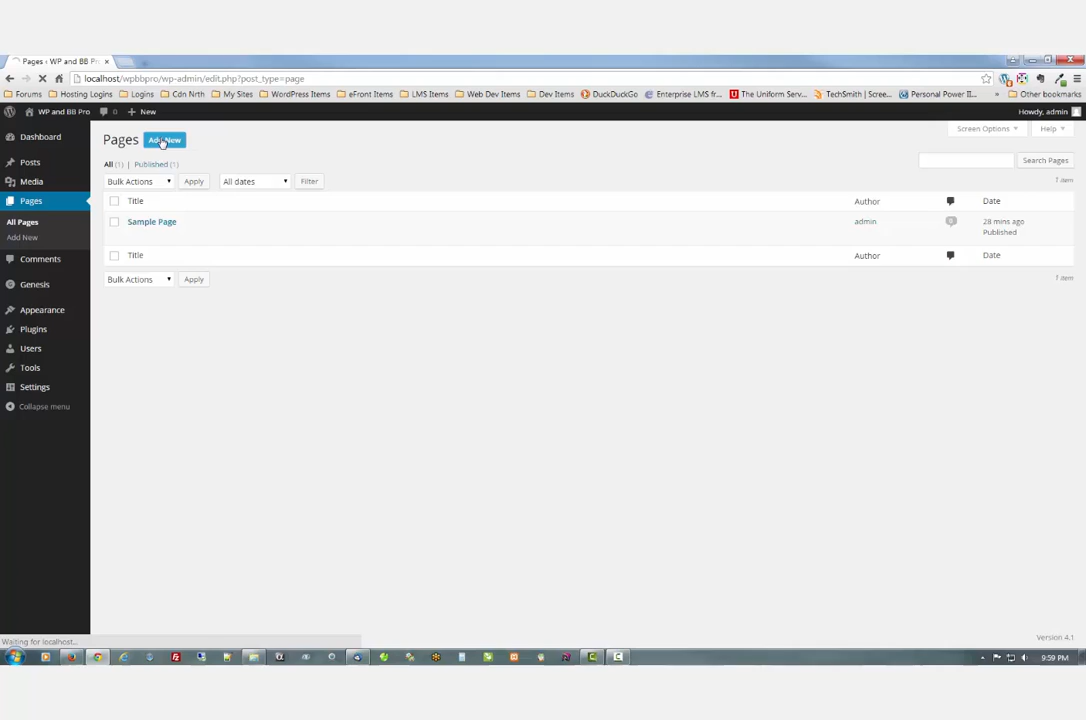 Pages ‹ WP and BB Pro
localhost/wpbbpro/wp-admin/edit.php?post_type=page
Forums Hosting Logins Logins Cdn Nrth My Sites WordPress Items eFront Items LMS Items Web Dev Items Dev Items DuckDuckGo Enterprise LMS fr... The Uniform Serv... TechSmith | Scree... Personal Power II... » Other bookmarks
WP and BB Pro 0 + New Howdy, admin
Dashboard
Posts
Media
Pages
All Pages
Add New
Comments
Genesis
Appearance
Plugins
Users
Tools
Settings
Collapse menu
Screen Options Help
Pages Add New
All (1) | Published (1)
Search Pages
Bulk Actions Apply All dates Filter
1 item
Title Author Date
Sample Page admin 0 28 mins ago
Published
Title Author Date
Bulk Actions Apply
1 item
Version 4.1
Waiting for localhost...
9:59 PM